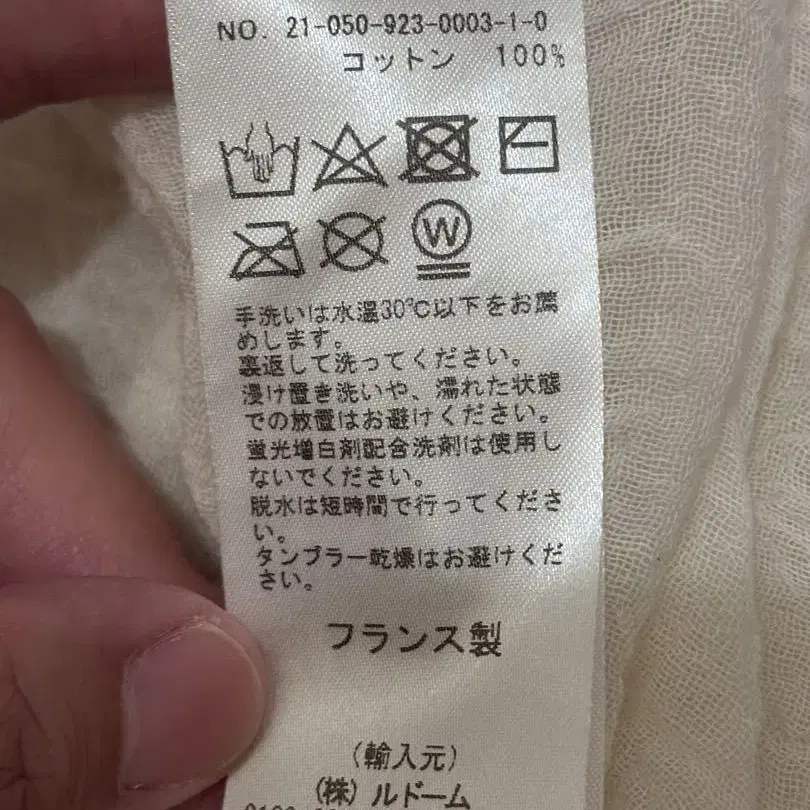 NO. 21-050-923-0003-1-0
コットン 100%
W
手洗いは水温30℃以下をお薦
めします。
裏返して洗ってください。
浸け置き洗いや、濡れた状態
での放置はお避けください。
蛍光増白剤配合洗剤は使用し
ないでください。
脱水は短時間で行ってくださ
い。
タンブラー乾燥はお避けくだ
さい。
フランス製
(輸入元)
(株)ルドーム